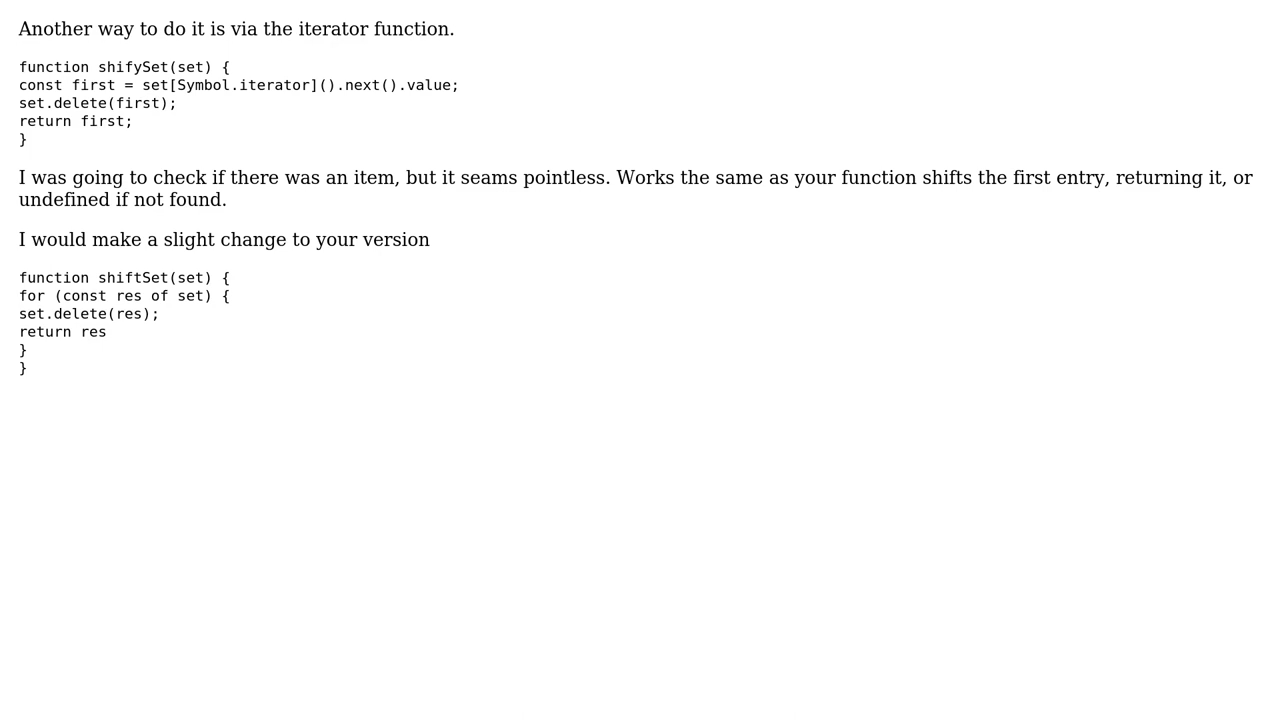 Another way to do it is via the iterator function.
function shifySet(set) {
const first = set[Symbol.iterator]().next().value;
set.delete(first);
return first;
}
I was going to check if there was an item, but it seams pointless. Works the same as your function shifts the first entry, returning it, or
undefined if not found.
I would make a slight change to your version
function shiftSet(set) {
for (const res of set) {
set.delete(res);
return res
}
}